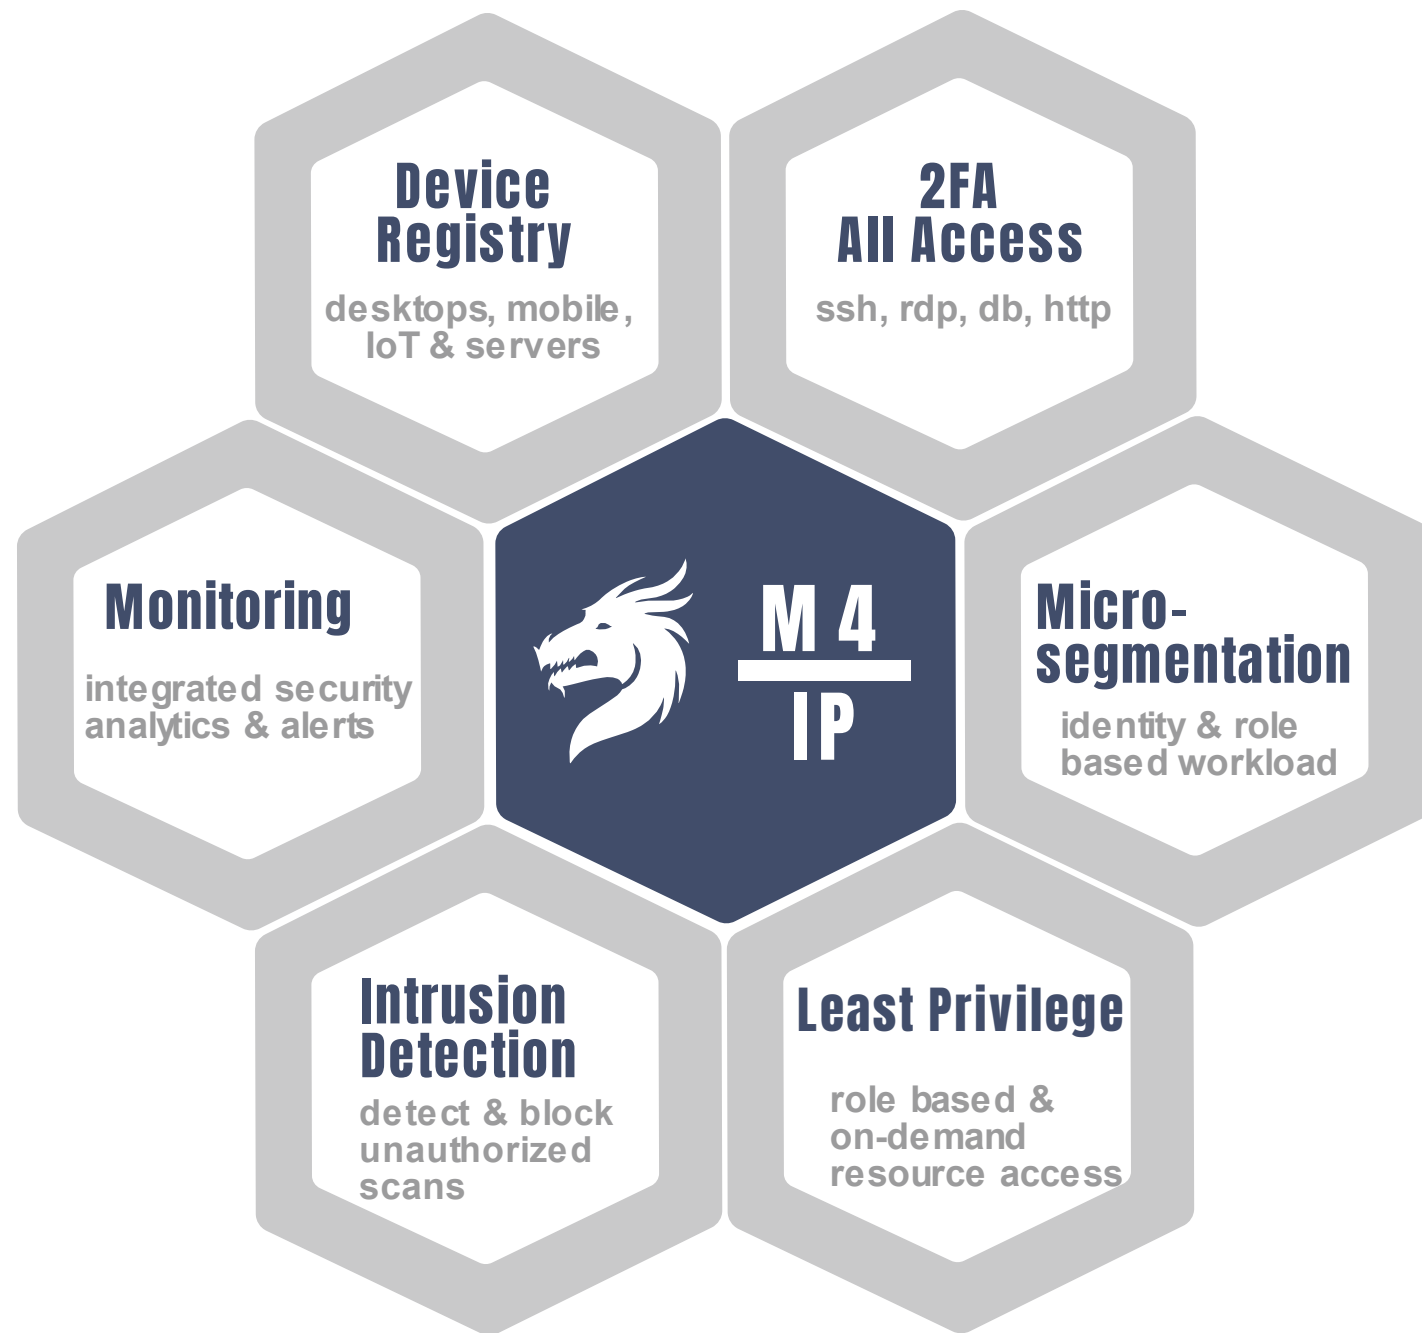 Device
Registry
desktops, mobile,
IoT & servers
2FA
All Access
ssh, rdp, db, http
Monitoring
integrated security
analytics & alerts
M4
IP
Micro-
segmentation
identity & role
based workload
Intrusion
Detection
detect & block
unauthorized
scans
Least Privilege
role based &
on-demand
resource access